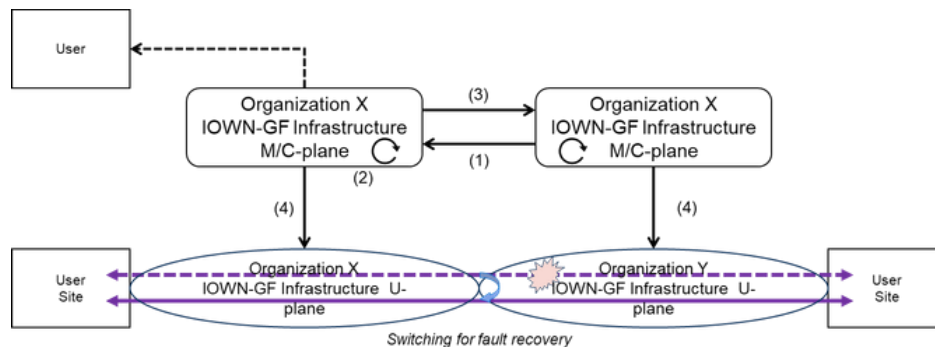 User
Organization X
IOWN-GF Infrastructure
M/C-plane
(2)
(3)
(1)
Organization X
IOWN-GF Infrastructure
M/C-plane
(4)
(4)
User
Site
Organization X
IOWN-GF Infrastructure U-
plane
Organization Y
IOWN-GF Infrastructure U-
plane
User
Site
Switching for fault recovery